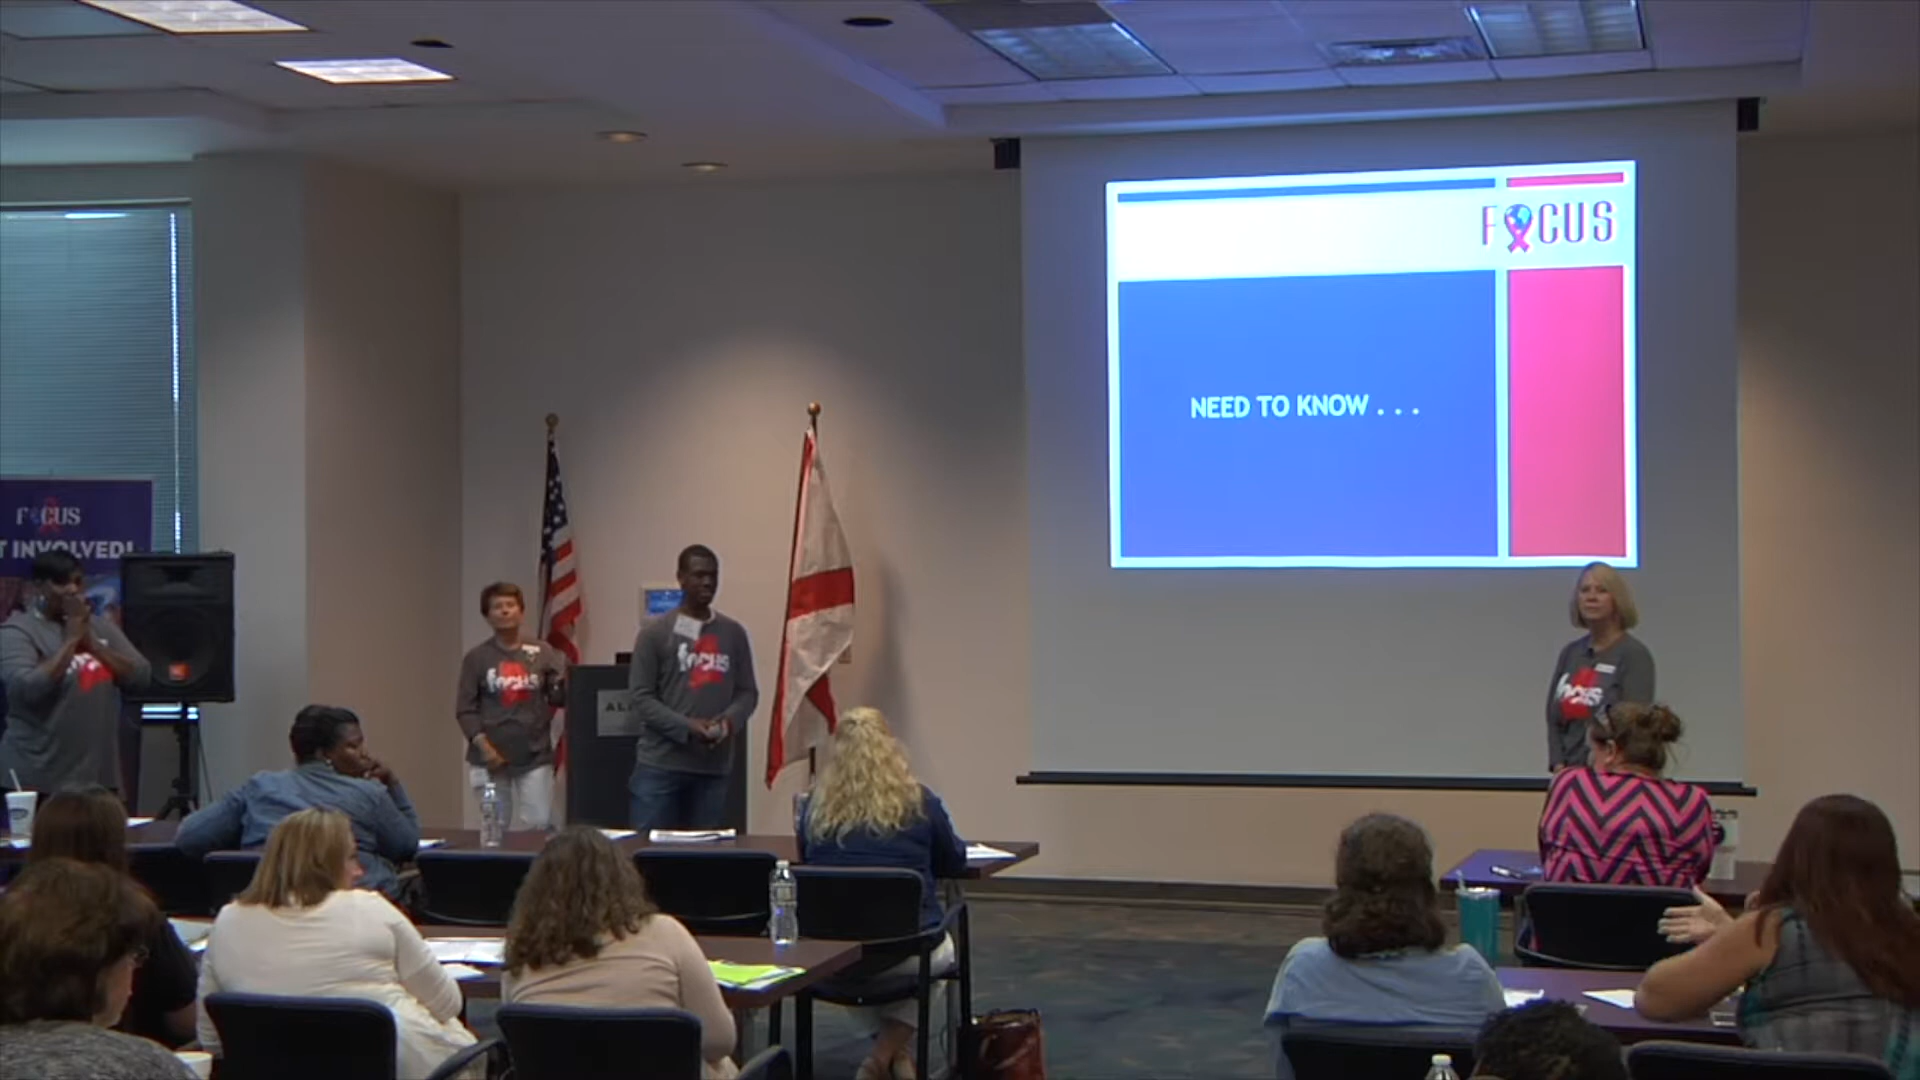 FOCUS
NEED TO KNOW . . .
FOCUS
T INVOLVED!
focus
focus
focus